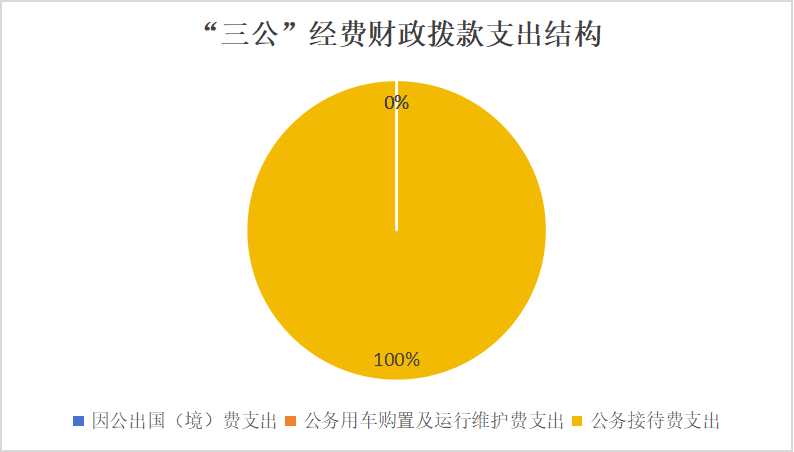 “三公”经费财政拨款支出结构
0%
100%
因公出国（境）费支出 公务用车购置及运行维护费支出 公务接待费支出